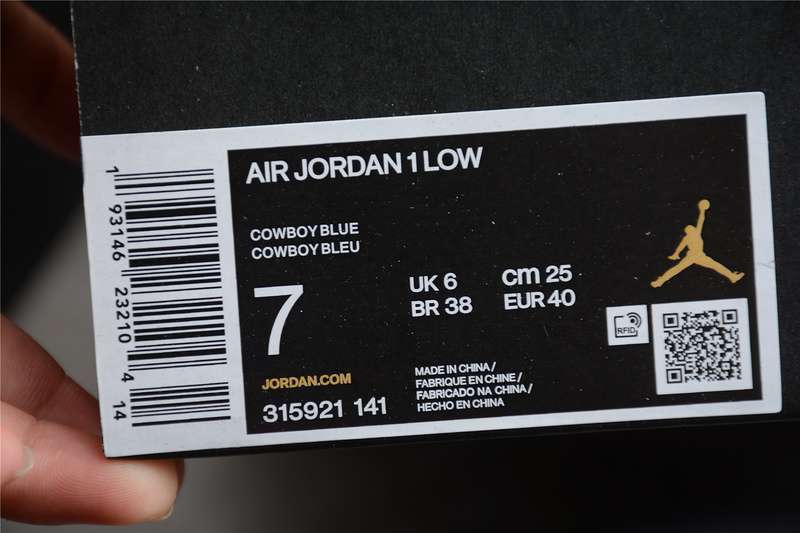 AIR JORDAN 1 LOW
COWBOY BLUE
COWBOY BLEU
7
UK 6
cm 25
BR 38
EUR 40
RFID
JORDAN.COM
315921 141
MADE IN CHINA /
FABRIQUE EN CHINE /
FABRICADO NA CHINA /
HECHO EN CHINA
1 93146 23210 4 14